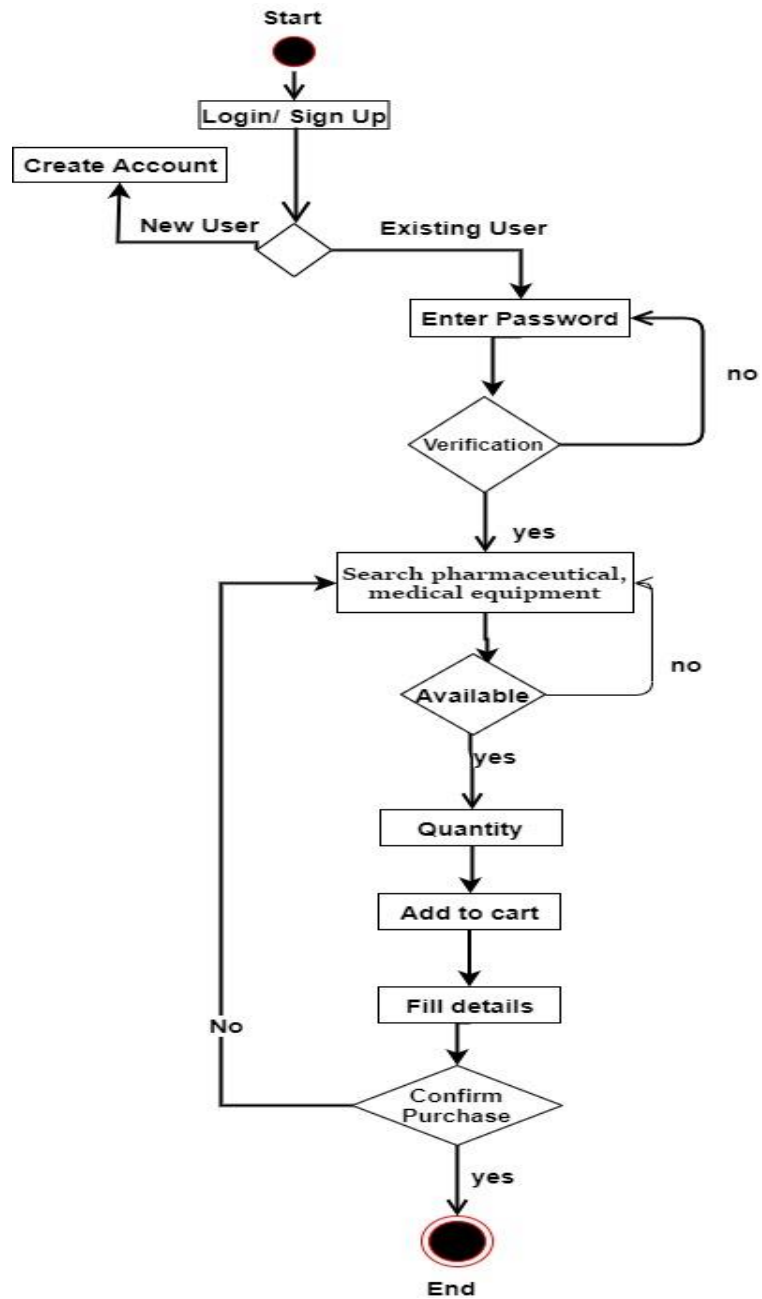 Start
Login/ Sign Up
Create Account
New User
Existing User
Enter Password
no
Verification
yes
Search pharmaceutical,
medical equipment
no
Available
yes
Quantity
Add to cart
Fill details
No
Confirm
Purchase
yes
End